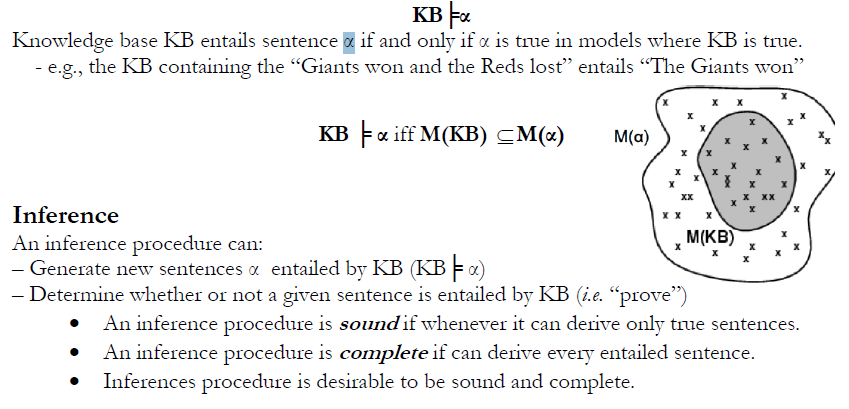 KB ⊨α
Knowledge base KB entails sentence α if and only if α is true in models where KB is true.
- e.g., the KB containing the “Giants won and the Reds lost” entails “The Giants won”
KB ⊨ α iff M(KB) ⊆M(α)
M(α)
M(KB)
Inference
An inference procedure can:
– Generate new sentences α entailed by KB (KB ⊨ α)
– Determine whether or not a given sentence is entailed by KB (i.e. “prove”)
• An inference procedure is sound if whenever it can derive only true sentences.
• An inference procedure is complete if can derive every entailed sentence.
• Inferences procedure is desirable to be sound and complete.